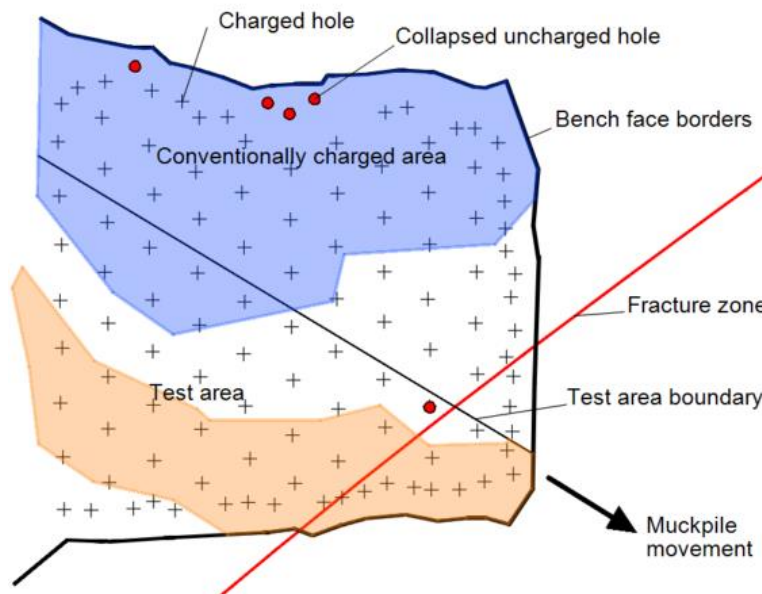 Charged hole
Collapsed uncharged hole
Bench face borders
Conventionally charged area
Fracture zone
Test area
Test area boundary
Muckpile
movement